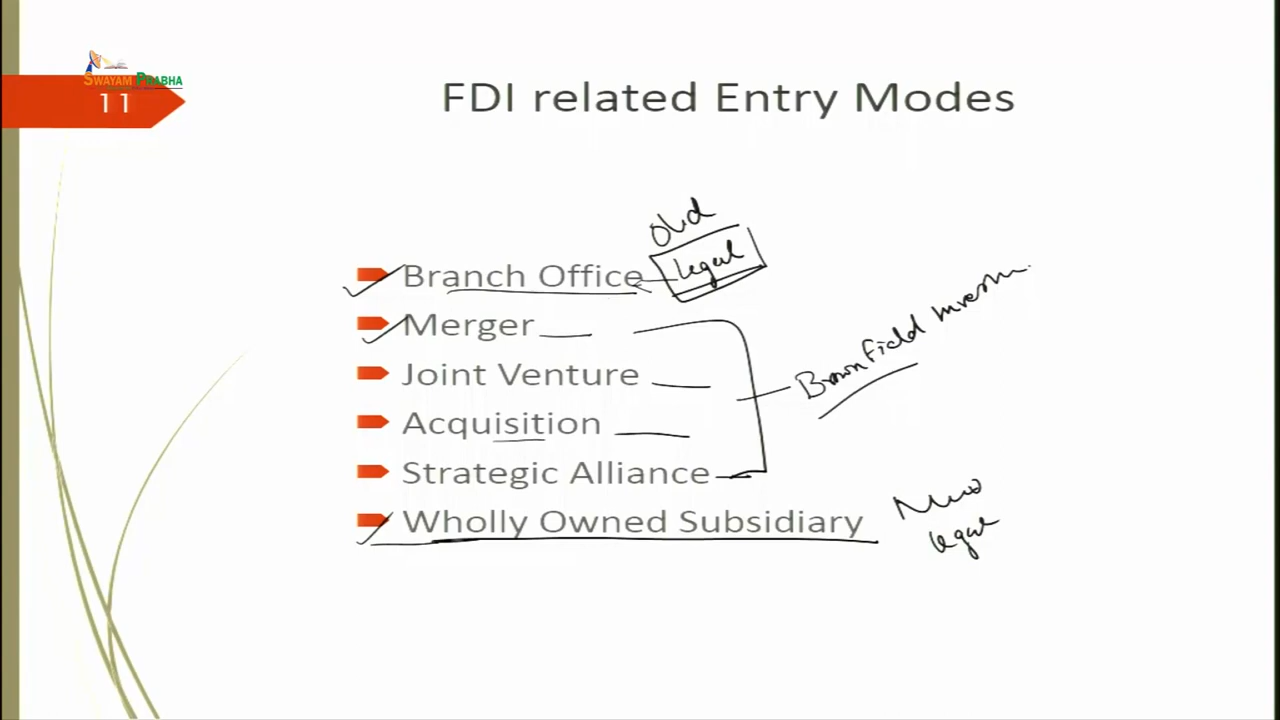 SWAYAM PRABHA
11
FDI related Entry Modes
Old
Branch Office
legal
Merger
Joint Venture
Brownfield
Acquisition
Strategic Alliance
Wholly Owned Subsidiary
New
legal